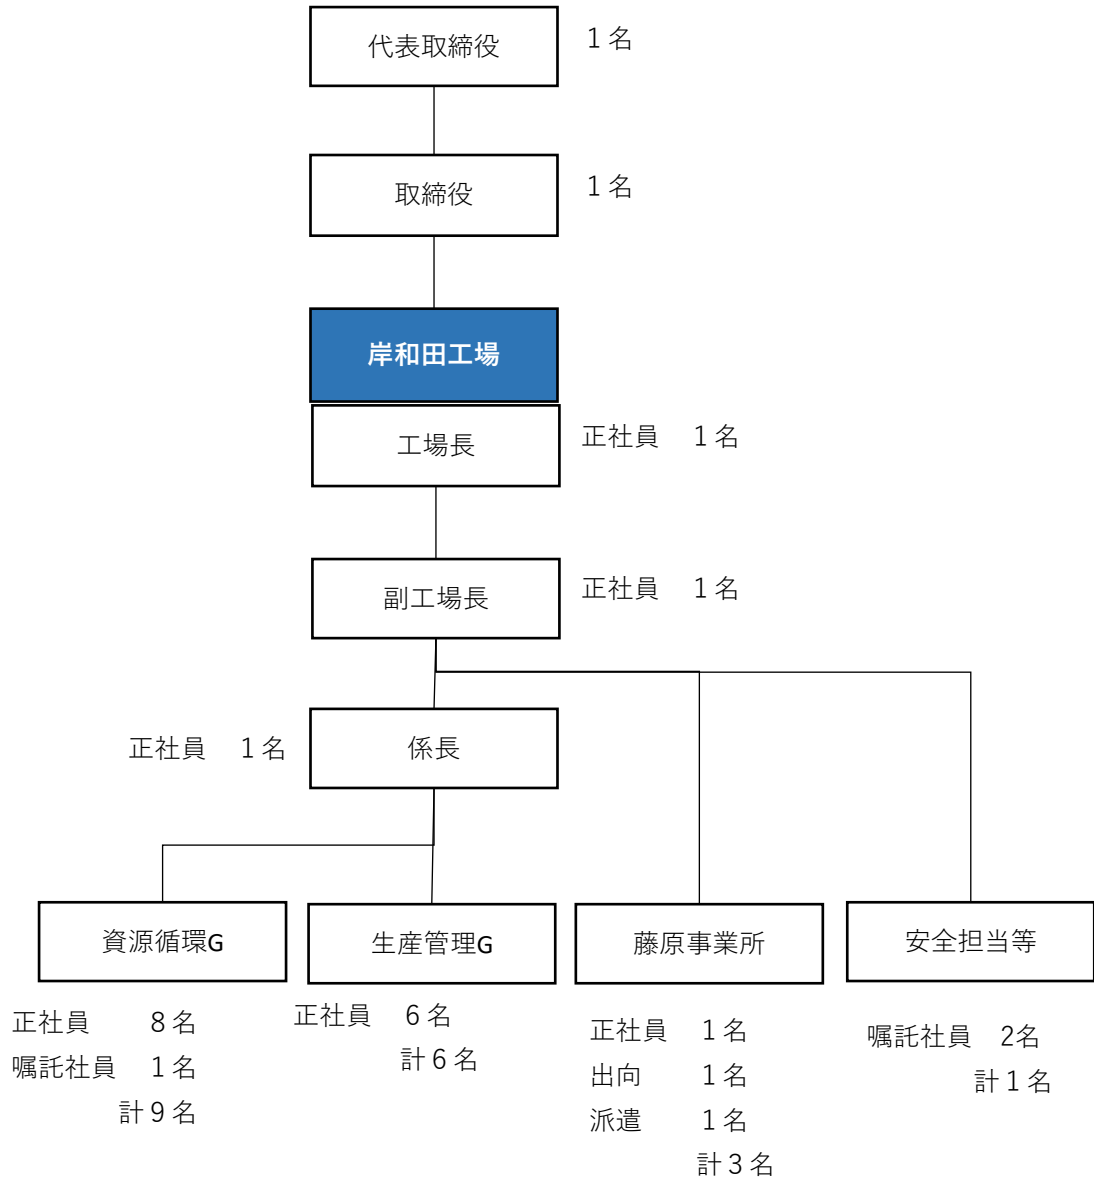 代表取締役
1名
取締役
1名
岸和田工場
工場長
正社員 1名
副工場長
正社員 1名
正社員 1名
係長
資源循環G
正社員 8名
嘱託社員 1名
計9名
生産管理G
正社員 6名
計6名
藤原事業所
正社員 1名
出向 1名
派遣 1名
計3名
安全担当等
嘱託社員 2名
計1名